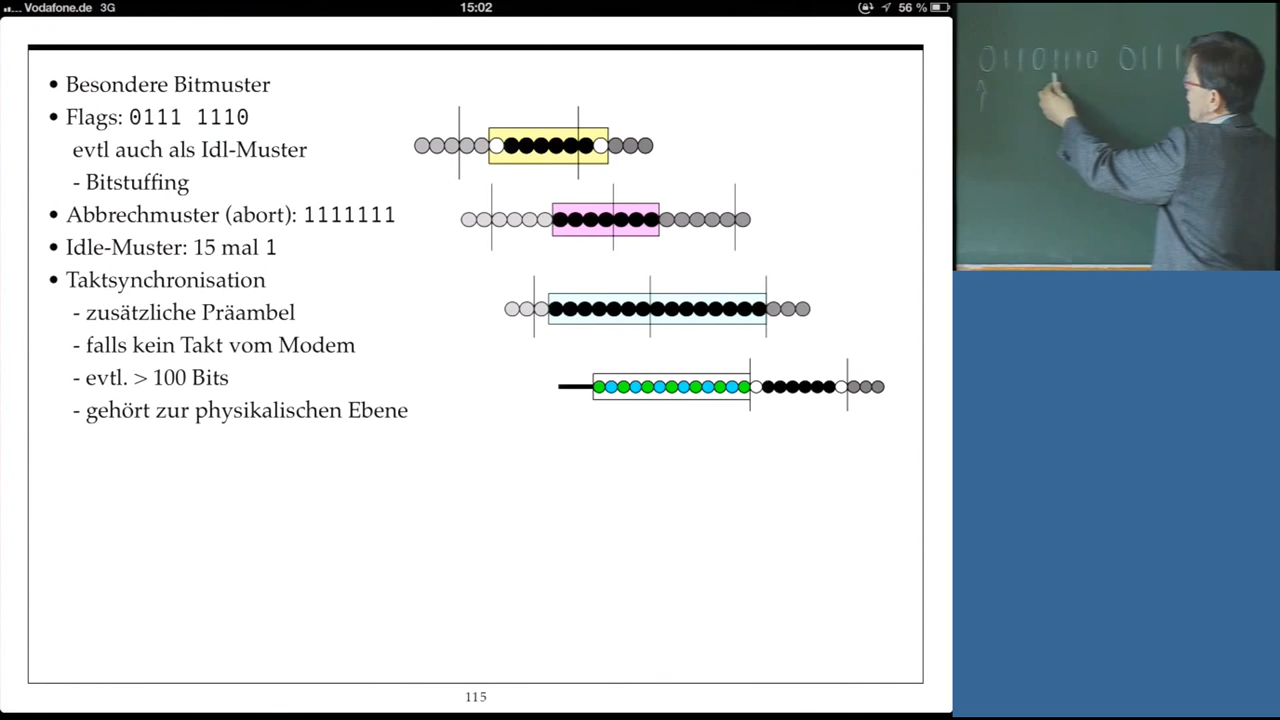 Vodafone.de 3G 15:02 56 %
• Besondere Bitmuster
• Flags: 0111 1110
evtl auch als Idl-Muster
- Bitstuffing
• Abbrechmuster (abort): 1111111
• Idle-Muster: 15 mal 1
• Taktsynchronisation
- zusätzliche Präambel
- falls kein Takt vom Modem
- evtl. > 100 Bits
- gehört zur physikalischen Ebene
115
01101110 0111